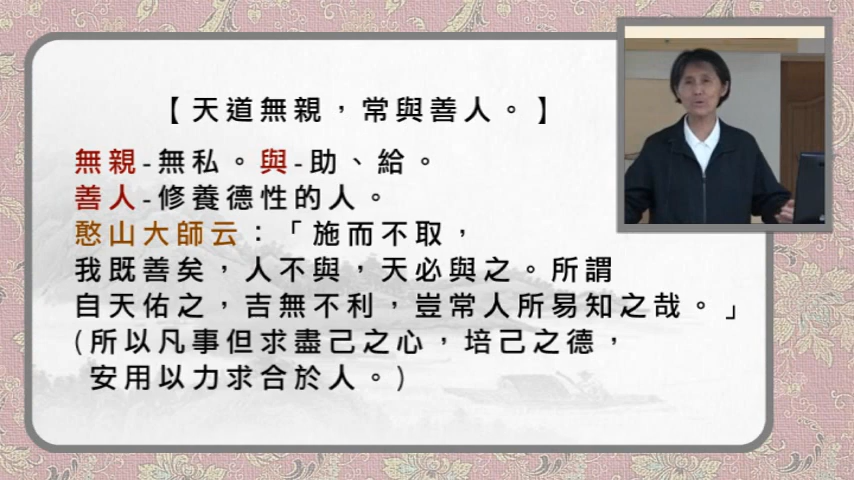 【天道無親，常與善人。】
無親-無私。與-助、給。
善人-修養德性的人。
憨山大師云：「施而不取，
我既善矣，人不與，天必與之。所謂
自天佑之，吉無不利，豈常人所易知之哉。」
(所以凡事但求盡己之心，培己之德，
安用以力求合於人。)